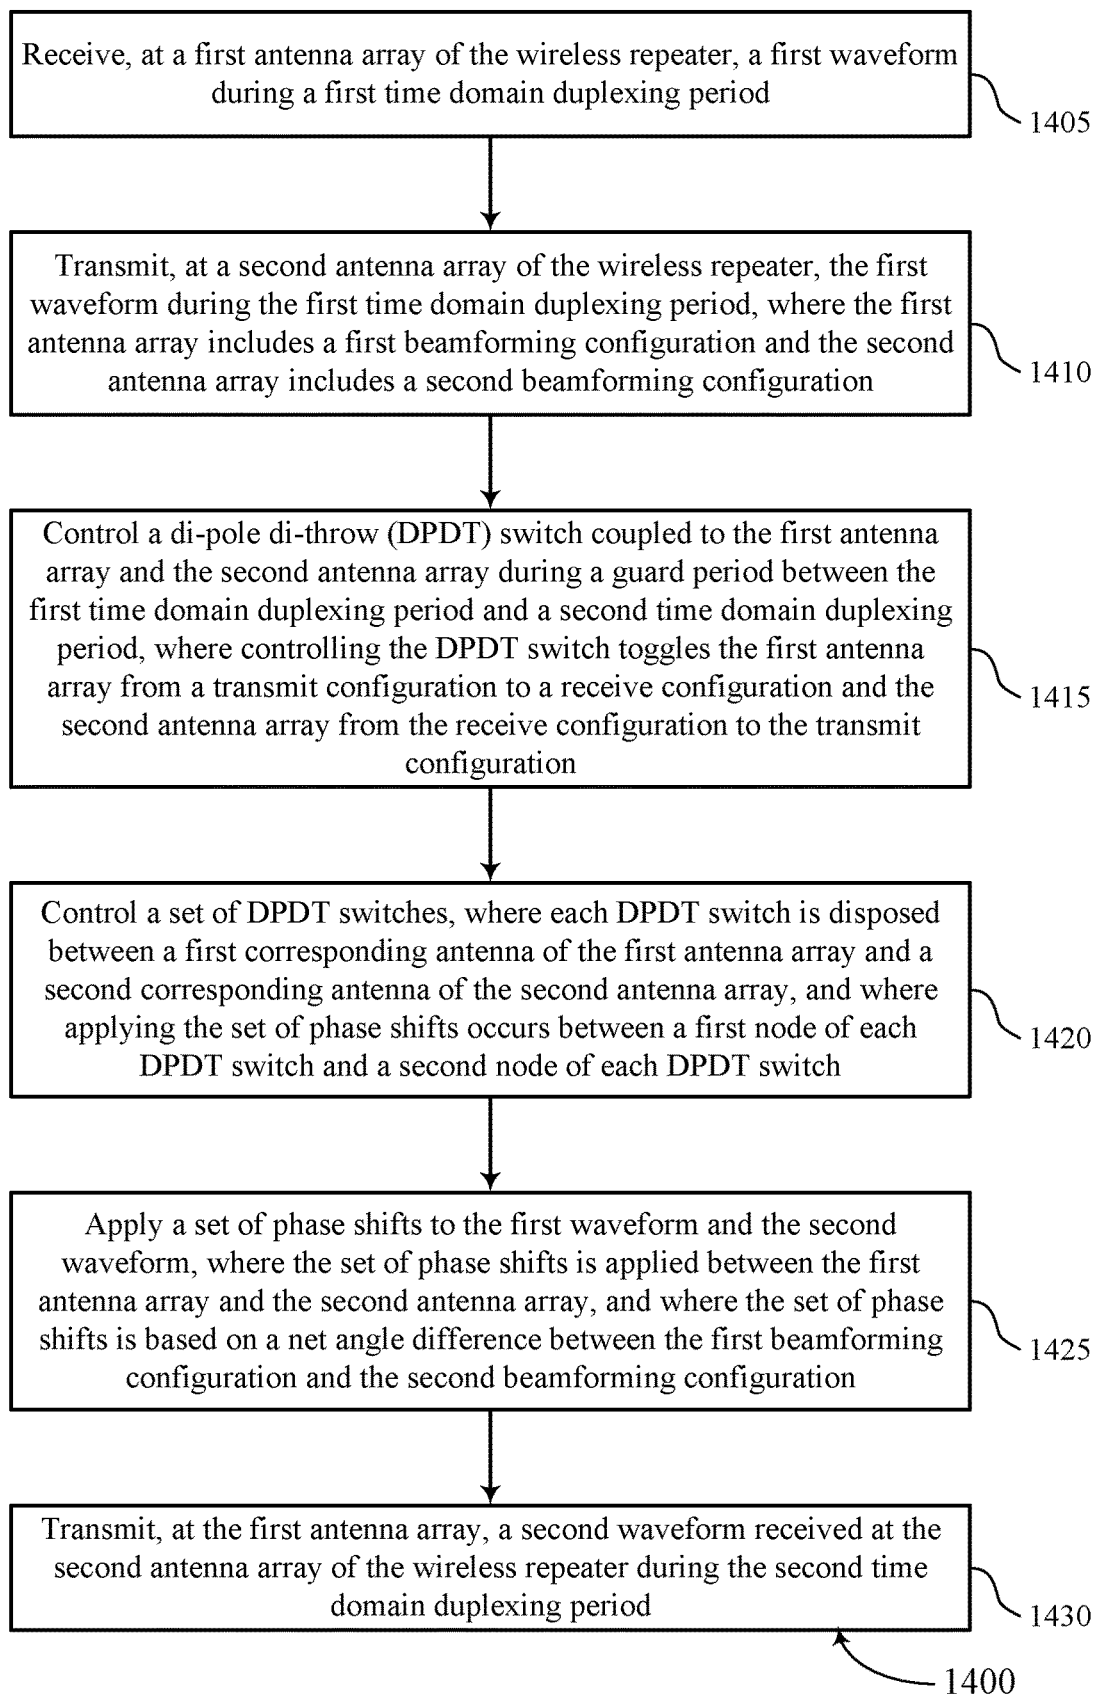 Receive, at a first antenna array of the wireless repeater, a first waveform
during a first time domain duplexing period
1405
Transmit, at a second antenna array of the wireless repeater, the first
waveform during the first time domain duplexing period, where the first
antenna array includes a first beamforming configuration and the second
antenna array includes a second beamforming configuration
1410
Control a di-pole di-throw (DPDT) switch coupled to the first antenna
array and the second antenna array during a guard period between the
first time domain duplexing period and a second time domain duplexing
period, where controlling the DPDT switch toggles the first antenna
array from a transmit configuration to a receive configuration and the
second antenna array from the receive configuration to the transmit
configuration
1415
Control a set of DPDT switches, where each DPDT switch is disposed
between a first corresponding antenna of the first antenna array and a
second corresponding antenna of the second antenna array, and where
applying the set of phase shifts occurs between a first node of each
DPDT switch and a second node of each DPDT switch
1420
Apply a set of phase shifts to the first waveform and the second
waveform, where the set of phase shifts is applied between the first
antenna array and the second antenna array, and where the set of phase
shifts is based on a net angle difference between the first beamforming
configuration and the second beamforming configuration
1425
Transmit, at the first antenna array, a second waveform received at the
second antenna array of the wireless repeater during the second time
domain duplexing period
1430
1400